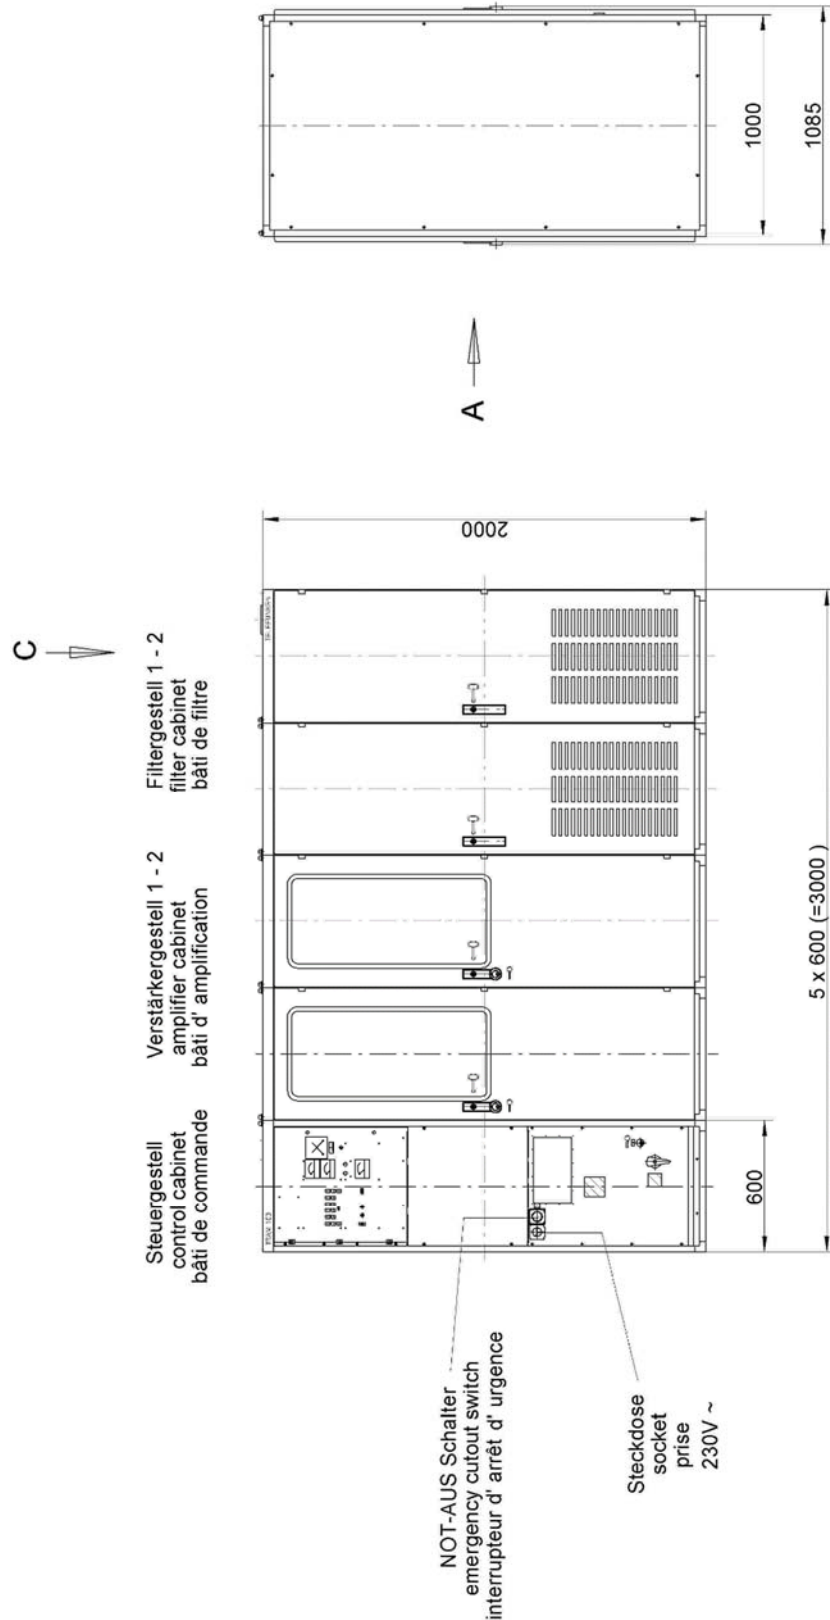 C
Steuergestell
control cabinet
bâti de commande
Verstärkergestell 1 - 2
amplifier cabinet
bâti d' amplification
Filtergestell 1 - 2
filter cabinet
bâti de filtre
2000
A
NOT-AUS Schalter
emergency cutout switch
interrupteur d' arrêt d' urgence
Steckdose
socket
prise
230V ~
600
5 x 600 (=3000 )
1000
1085